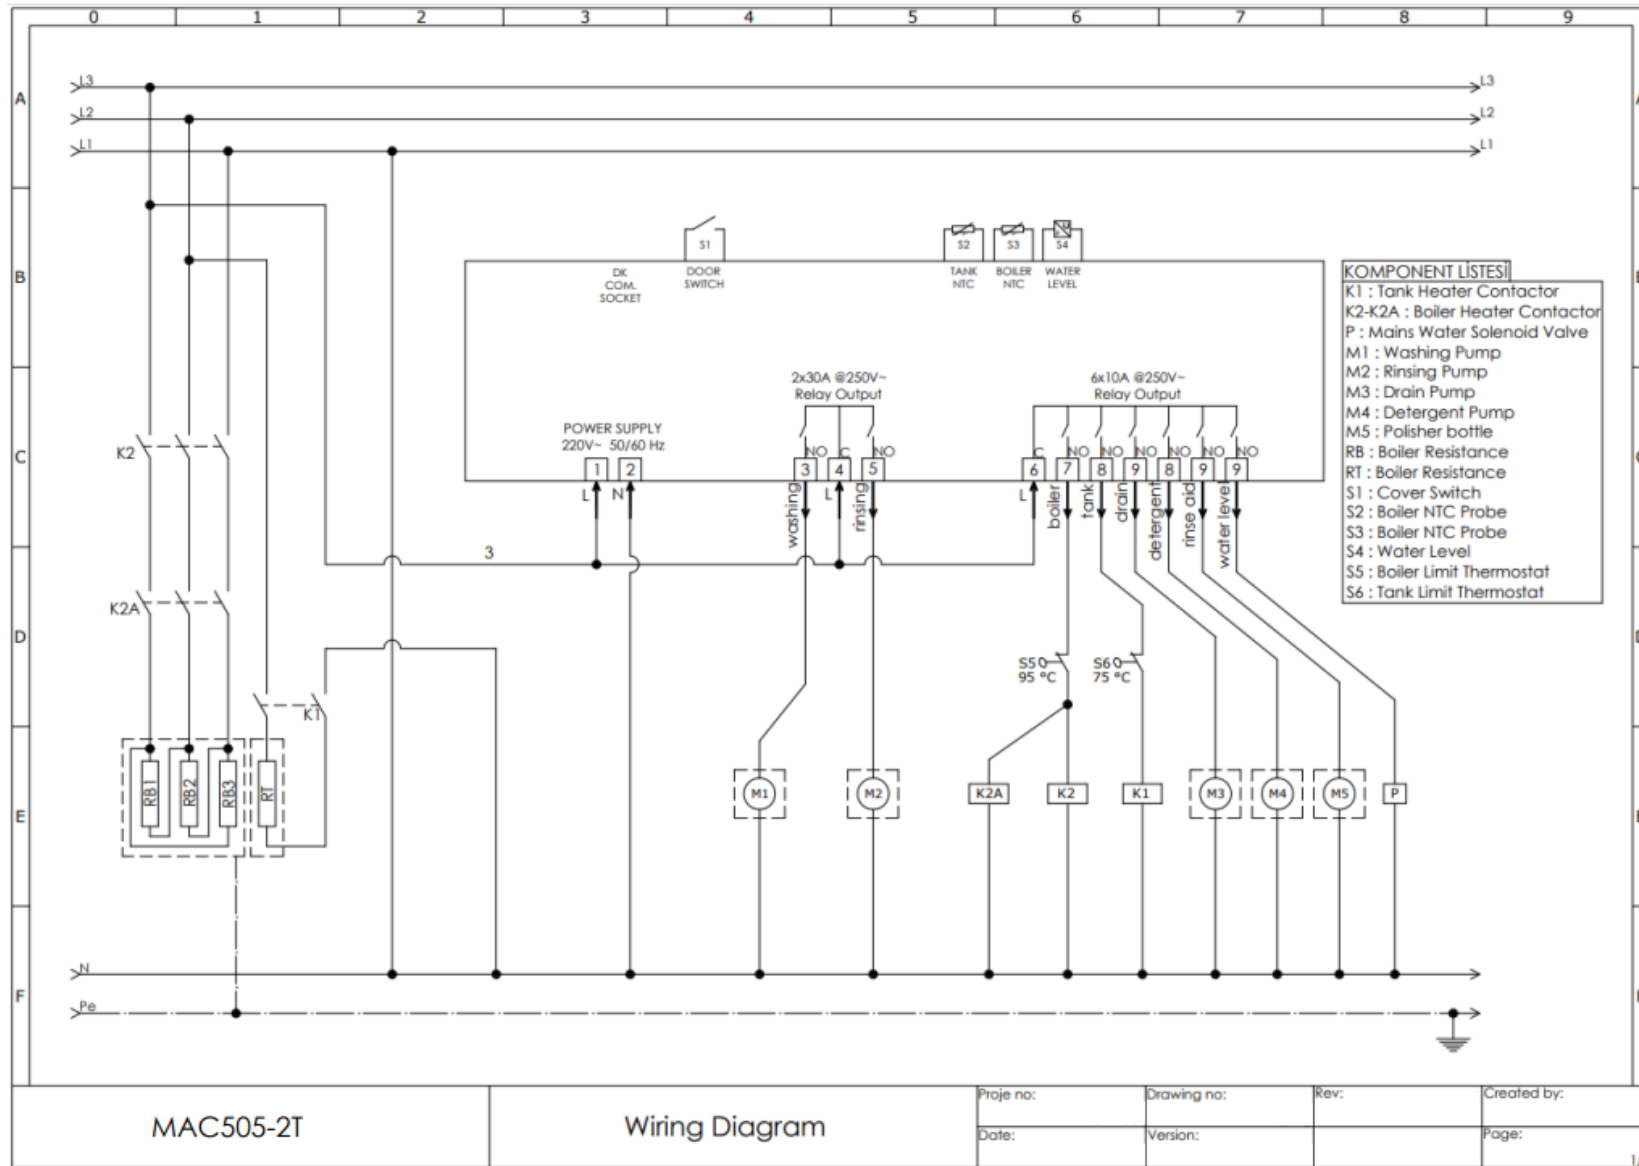 0 1 2 3 4 5 6 7 8 9
A
L3 L3
L2 L2
L1 L1
B
S1
S2 S3 S4
DK
COM.
SOCKET
DOOR
SWITCH
TANK
NTC
BOILER
NTC
WATER
LEVEL
KOMPONENT LİSTESİ
K1 : Tank Heater Contactor
K2-K2A : Boiler Heater Contactor
P : Mains Water Solenoid Valve
M1 : Washing Pump
M2 : Rinsing Pump
M3 : Drain Pump
M4 : Detergent Pump
M5 : Polisher bottle
RB : Boiler Resistance
RT : Boiler Resistance
S1 : Cover Switch
S2 : Boiler NTC Probe
S3 : Boiler NTC Probe
S4 : Water Level
S5 : Boiler Limit Thermostat
S6 : Tank Limit Thermostat
2x30A @250V~
Relay Output
6x10A @250V~
Relay Output
C
K2
POWER SUPPLY
220V~ 50/60 Hz
NO C NO
C NO NO NO NO NO NO
1 2 3 4 5 6 7 8 9 8 9 9
L N L L
washing
rinsing
boiler
tank
drain
detergent
rinse aid
water level
3
K2A
D
S5
95 °C
S6
75 °C
K1
E
RB1 RB2 RB3 RT
M1 M2 K2A K2 K1 M3 M4 M5 P
N
F
Pe
MAC505-2T
Wiring Diagram
Proje no: Drawing no: Rev: Created by:
Date: Version: Page: